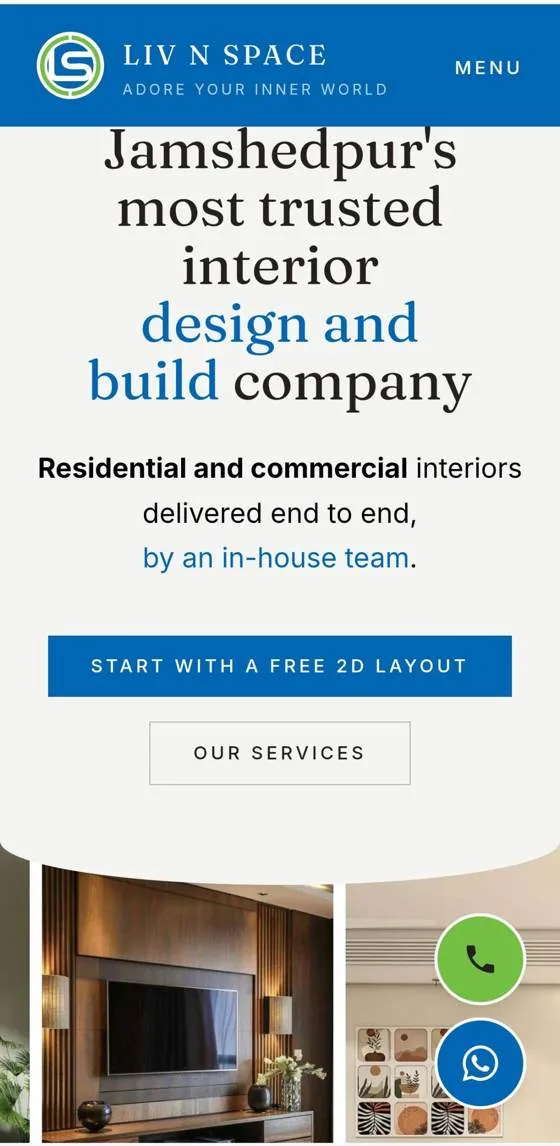 LIV N SPACE
ADORE YOUR INNER WORLD
MENU
Jamshedpur's
most trusted
interior
design and
build company
Residential and commercial interiors
delivered end to end,
by an in-house team.
START WITH A FREE 2D LAYOUT
OUR SERVICES